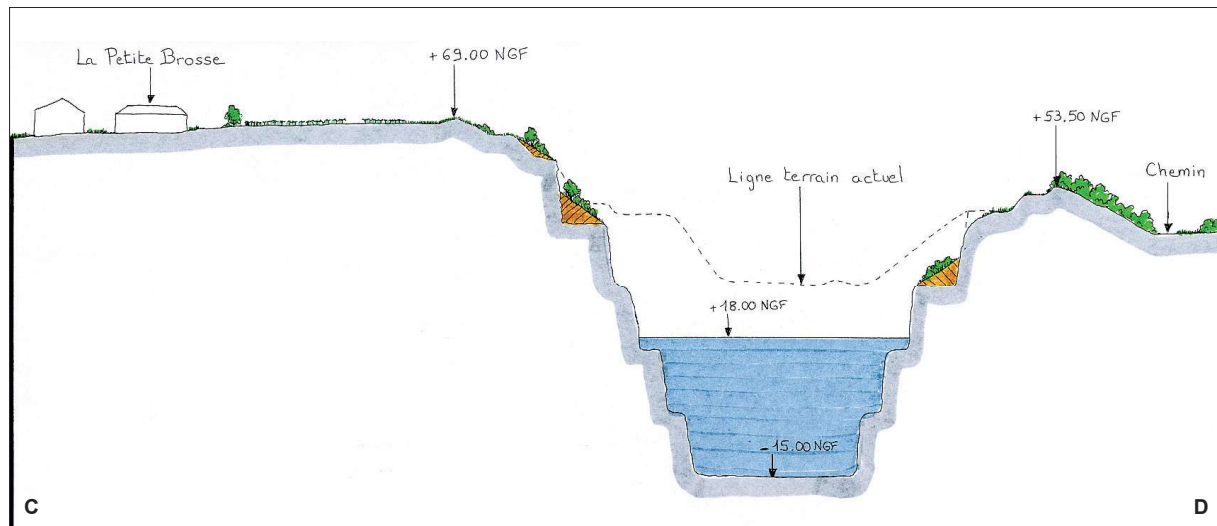 La Petite Brosse
+69.00 NGF
+53.50 NGF
Chemin
Ligne terrain actuel
+18.00 NGF
-15.00 NGF
C
D